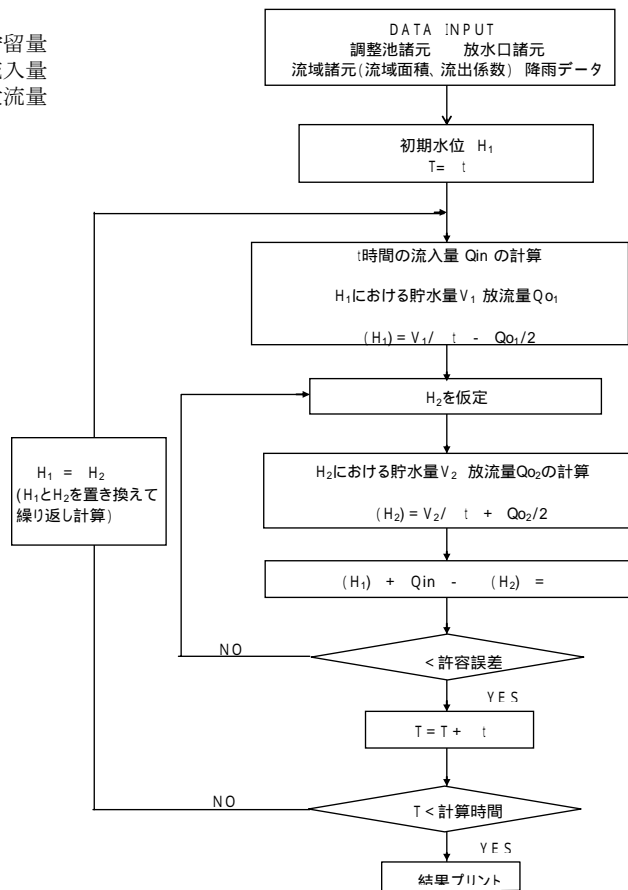 留量
入量
流量
DATA INPUT
調整池諸元 放水口諸元
流域諸元(流域面積、流出係数) 降雨データ
初期水位 H₁
T= t
t時間の流入量 Qin の計算
H₁における貯水量V₁ 放流量Qo₁
(H₁) = V₁/ t - Qo₁/2
H₂を仮定
H₂における貯水量V₂ 放流量Qo₂の計算
(H₂) = V₂/ t + Qo₂/2
H₁ = H₂
(H₁とH₂を置き換えて
繰り返し計算)
(H₁) + Qin - (H₂) =
NO
<許容誤差
YES
T=T+ t
NO
T<計算時間
YES
結果プリント